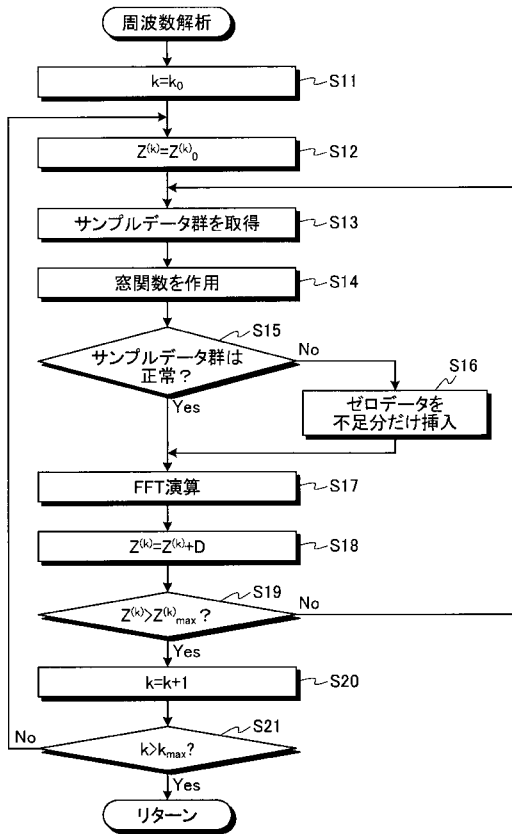 周波数解析
k=k₀
S11
Z⁽ᵏ⁾=Z⁽ᵏ⁾₀
S12
サンプルデータ群を取得
S13
窓関数を作用
S14
S15
サンプルデータ群は
正常?
No
Yes
S16
ゼロデータを
不足分だけ挿入
FFT演算
S17
Z⁽ᵏ⁾=Z⁽ᵏ⁾+D
S18
S19
Z⁽ᵏ⁾>Z⁽ᵏ⁾max?
No
Yes
k=k+1
S20
S21
k>kmax?
No
Yes
リターン